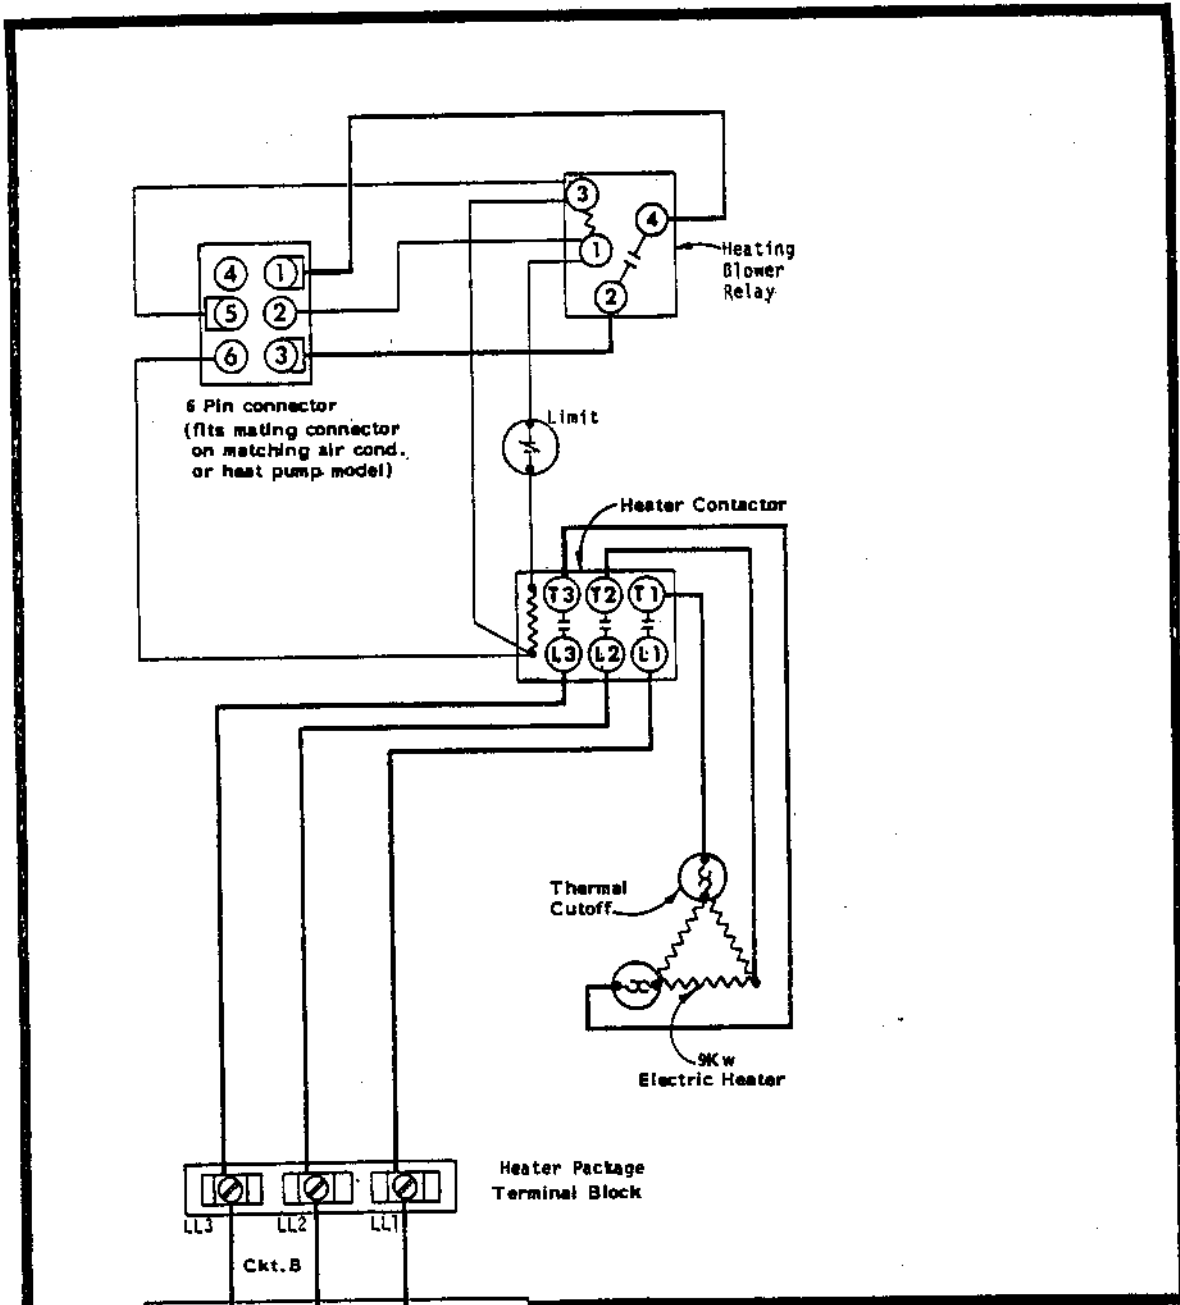 3
4
1
2
Heating
Blower
Relay
4 1
5 2
6 3
6 Pin connector
(fits mating connector
on matching air cond.
or heat pump model)
Limit
Heater Contactor
T3 T2 T1
L3 L2 L1
Thermal
Cutoff
9Kw
Electric Heater
Heater Package
Terminal Block
LL3 LL2 LL1
Ckt.B